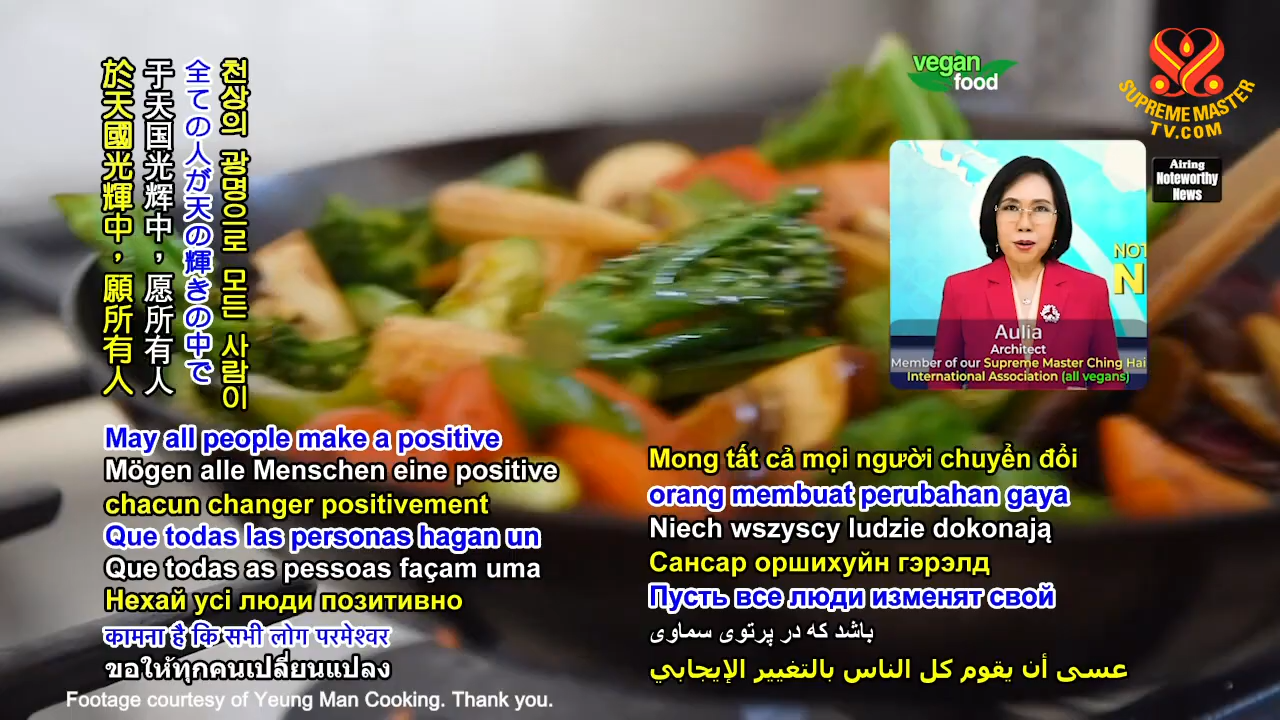 於天國光輝中，願所有人
于天国光辉中，愿所有人
全ての人が天の輝きの中で
천상의 광명으로 모든 사람이
vegan
food
SUPREME MASTER
TV.COM
Airing
Noteworthy
News
NOT
N
Aulia
Architect
Member of our Supreme Master Ching Hai
International Association (all vegans)
May all people make a positive
Mögen alle Menschen eine positive
chacun changer positivement
Que todas las personas hagan un
Que todas as pessoas façam uma
Нехай усі люди позитивно
कामना है कि सभी लोग परमेश्वर
ขอให้ทุกคนเปลี่ยนแปลง
Mong tất cả mọi người chuyển đổi
orang membuat perubahan gaya
Niech wszyscy ludzie dokonają
Сансар оршихуйн гэрэлд
Пусть все люди изменят свой
باشد که در پرتوی سماوی
عسى أن يقوم كل الناس بالتغيير الإيجابي
Footage courtesy of Yeung Man Cooking. Thank you.